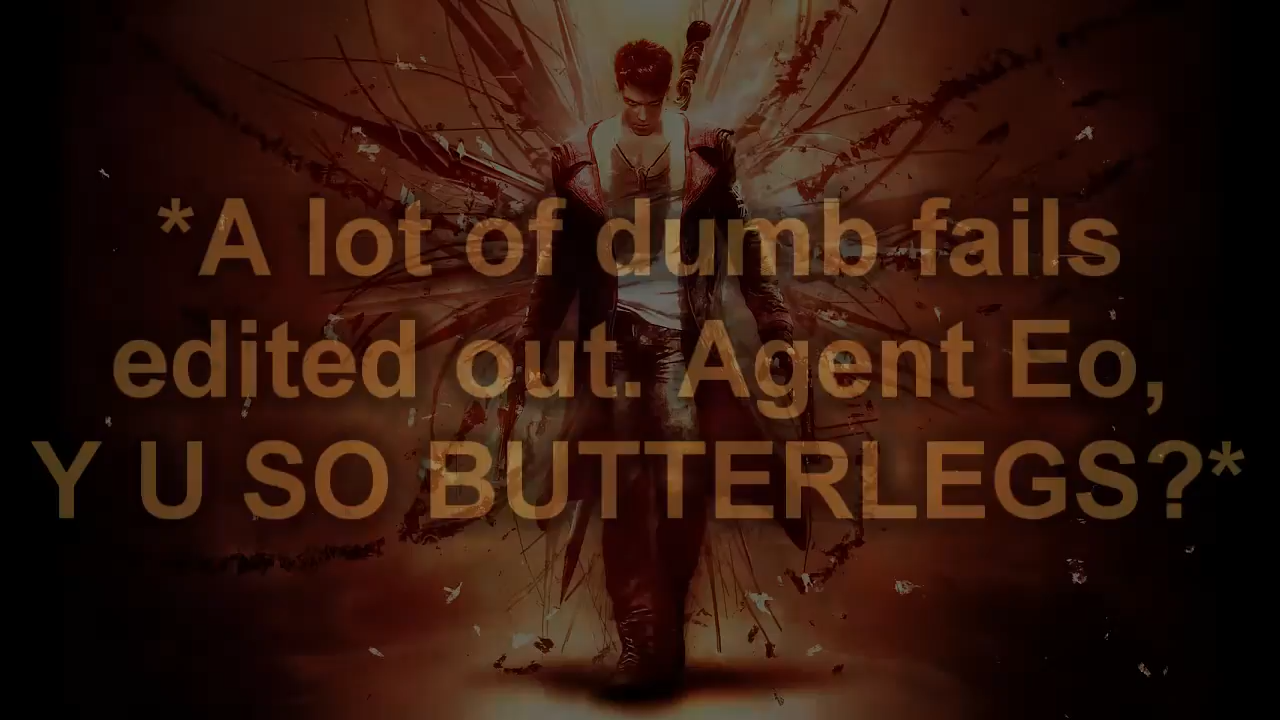 *A lot of dumb fails
edited out. Agent Eo,
Y U SO BUTTERLEGS?*